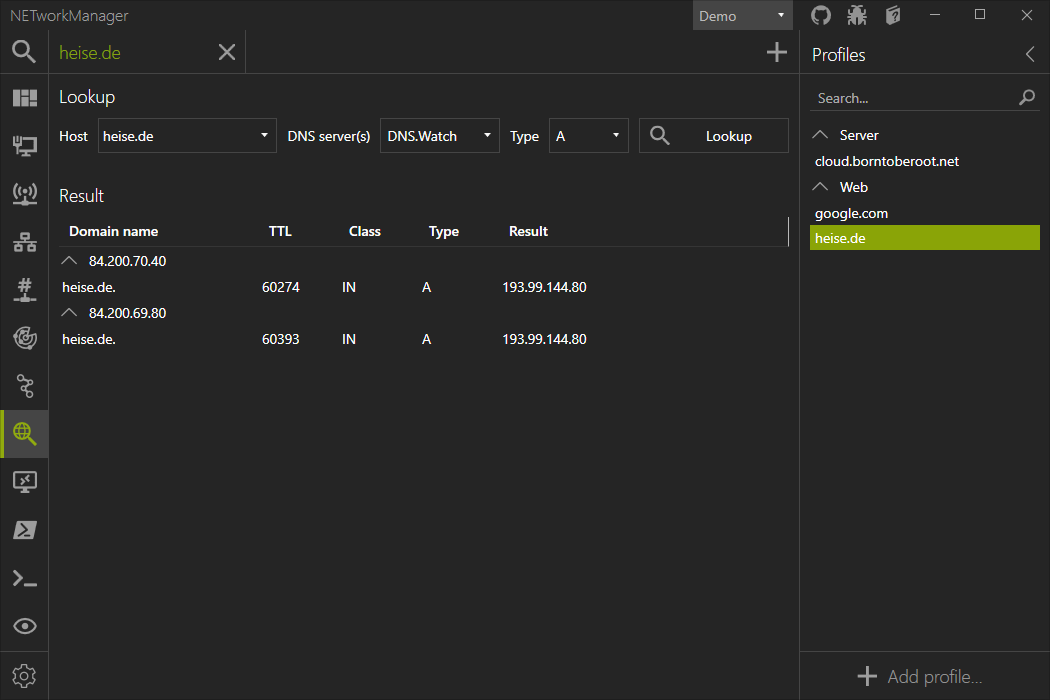 NETworkManager
Demo
heise.de
Lookup
Host heise.de DNS server(s) DNS.Watch Type A Lookup
Result
Domain name TTL Class Type Result
84.200.70.40
heise.de. 60274 IN A 193.99.144.80
84.200.69.80
heise.de. 60393 IN A 193.99.144.80
Profiles
Search...
Server
cloud.borntoberoot.net
Web
google.com
heise.de
Add profile...